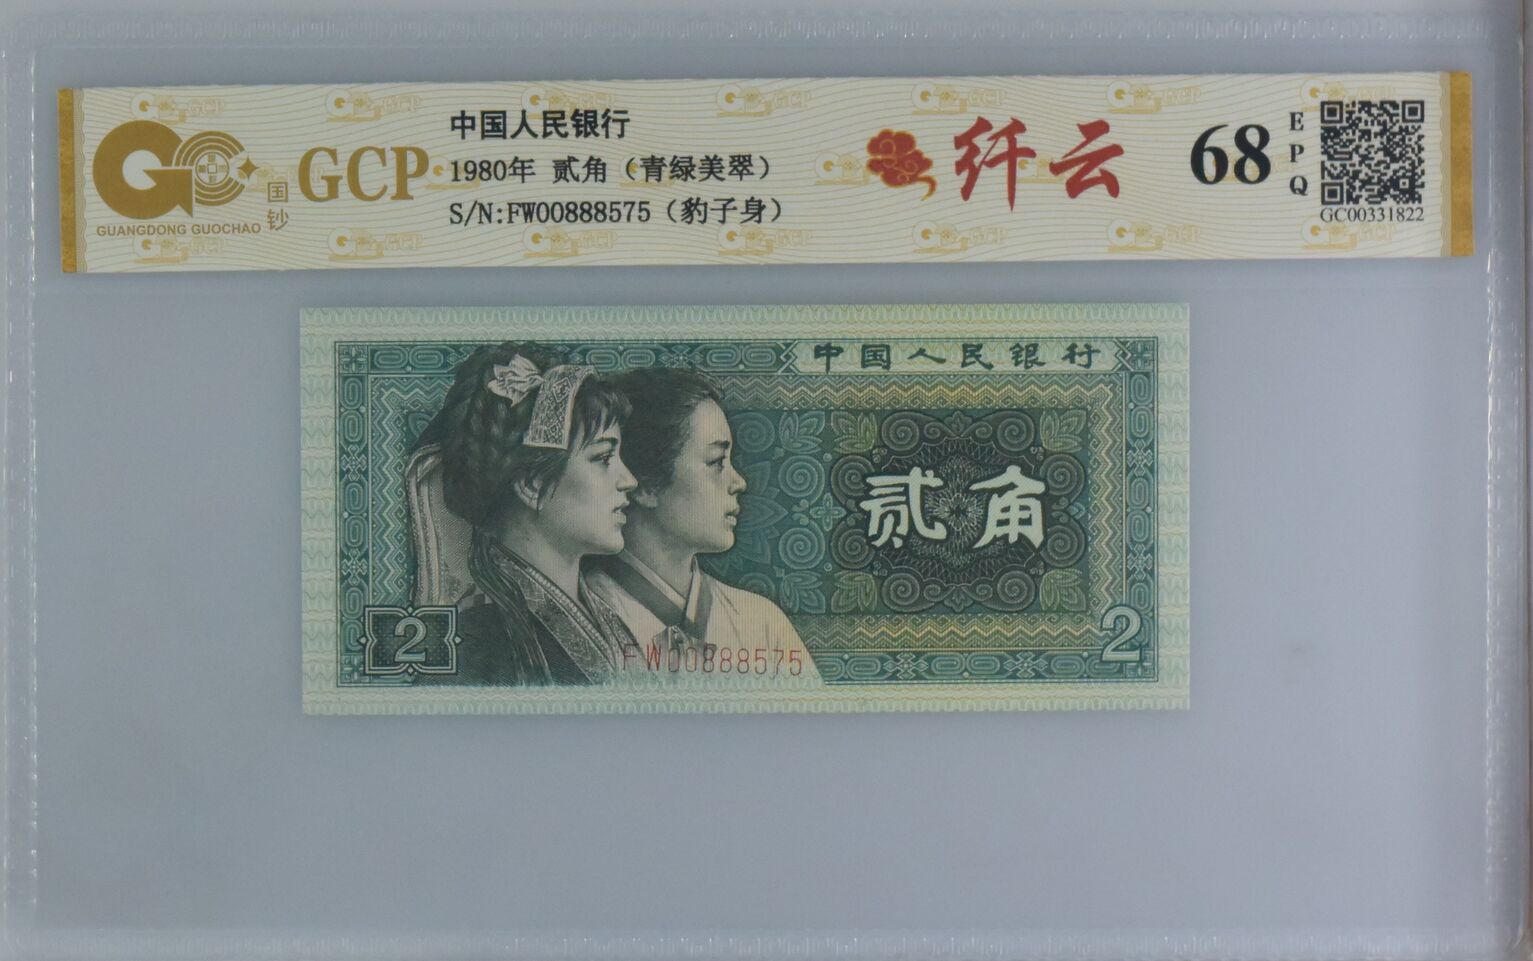 GUANGDONG GUOCHAO
国钞
GCP
中国人民银行
1980年 贰角（青绿美翠）
S/N:FW00888575（豹子身）
纤云
68
EPQ
GC00331822
中国人民银行
贰角
2
2
FW00888575